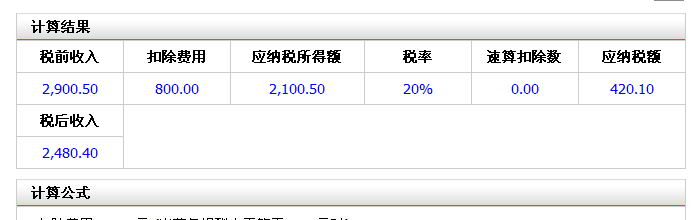 计算结果
税前收入 扣除费用 应纳税所得额 税率 速算扣除数 应纳税额
2,900.50 800.00 2,100.50 20% 0.00 420.10
税后收入
2,480.40
计算公式